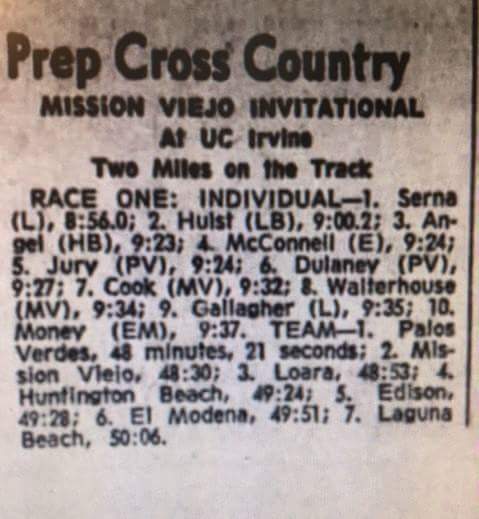 Prep Cross Country
MISSION VIEJO INVITATIONAL
At UC Irvine
Two Miles on the Track
RACE ONE: INDIVIDUAL—1. Serna
(L), 8:56.0; 2. Hulst (LB), 9:00.2; 3. An-
gel (HB), 9:23; 4. McConnell (E), 9:24;
5. Jury (PV), 9:24; 6. Dulaney (PV),
9:27; 7. Cook (MV), 9:32; 8. Walterhouse
(MV), 9:34; 9. Gallagher (L), 9:35; 10.
Money (EM), 9:37. TEAM—1. Palos
Verdes, 48 minutes, 21 seconds; 2. Mis-
sion Viejo, 48:30; 3. Loara, 48:53; 4.
Huntington Beach, 49:24; 5. Edison,
49:28; 6. El Modena, 49:51; 7. Laguna
Beach, 50:06.